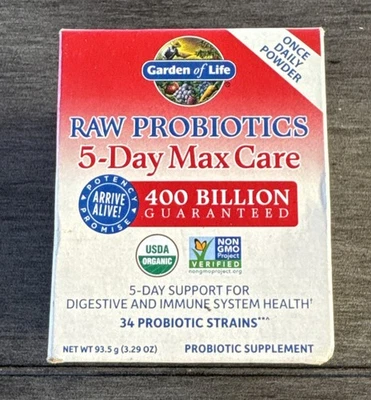 ONCE
DAILY
POWDER
Garden of Life
RAW PROBIOTICS
5-Day Max Care
POTENCY
ARRIVE
ALIVE!
PROMISE
400 BILLION
GUARANTEED
USDA
ORGANIC
NON
GMO
Project
VERIFIED
nongmoproject.org
5-DAY SUPPORT FOR
DIGESTIVE AND IMMUNE SYSTEM HEALTH†
34 PROBIOTIC STRAINS**^
NET WT 93.5 g (3.29 OZ) PROBIOTIC SUPPLEMENT